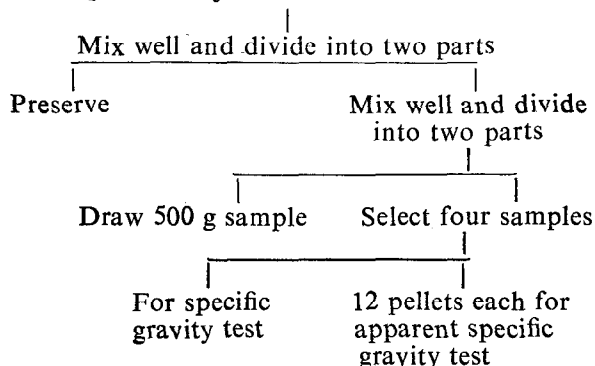 Mix well and divide into two parts
Preserve
Mix well and divide
into two parts
Draw 500 g sample
Select four samples
For specific
gravity test
12 pellets each for
apparent specific
gravity test